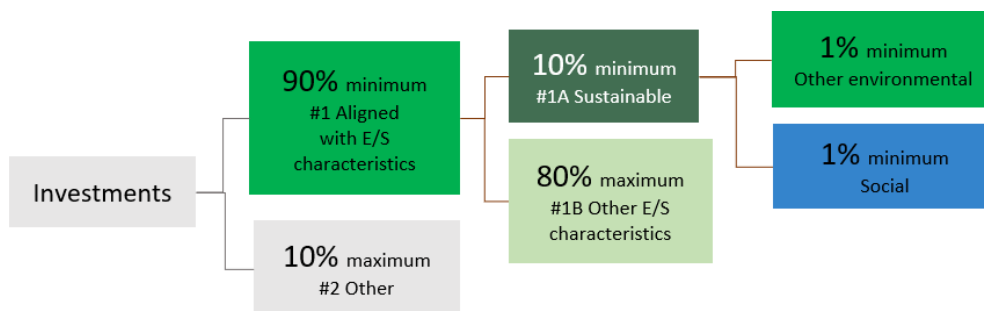 Investments
90% minimum
#1 Aligned
with E/S
characteristics
10% maximum
#2 Other
10% minimum
#1A Sustainable
80% maximum
#1B Other E/S
characteristics
1% minimum
Other environmental
1% minimum
Social